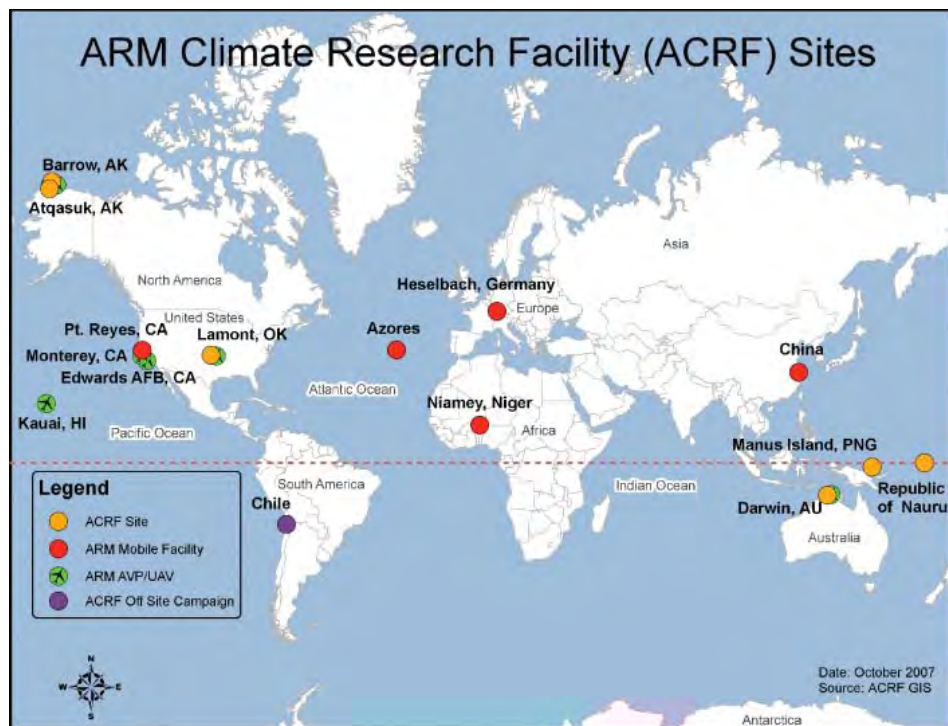 ARM Climate Research Facility (ACRF) Sites
Barrow, AK
Atqasuk, AK
Asia
North America
Heselbach, Germany
Europe
United States
Pt. Reyes, CA
Lamont, OK
Azores
Monterey, CA
China
Edwards AFB, CA
Atlantic Ocean
Niamey, Niger
Kauai, HI
Pacific Ocean
Africa
Manus Island, PNG
Legend
South America
Indian Ocean
Republic
of Nauru
Chile
Darwin, AU
ACRF Site
Australia
ARM Mobile Facility
ARM AVP/UAV
ACRF Off Site Campaign
N
W E
S
Date: October 2007
Source: ACRF GIS
Antarctica